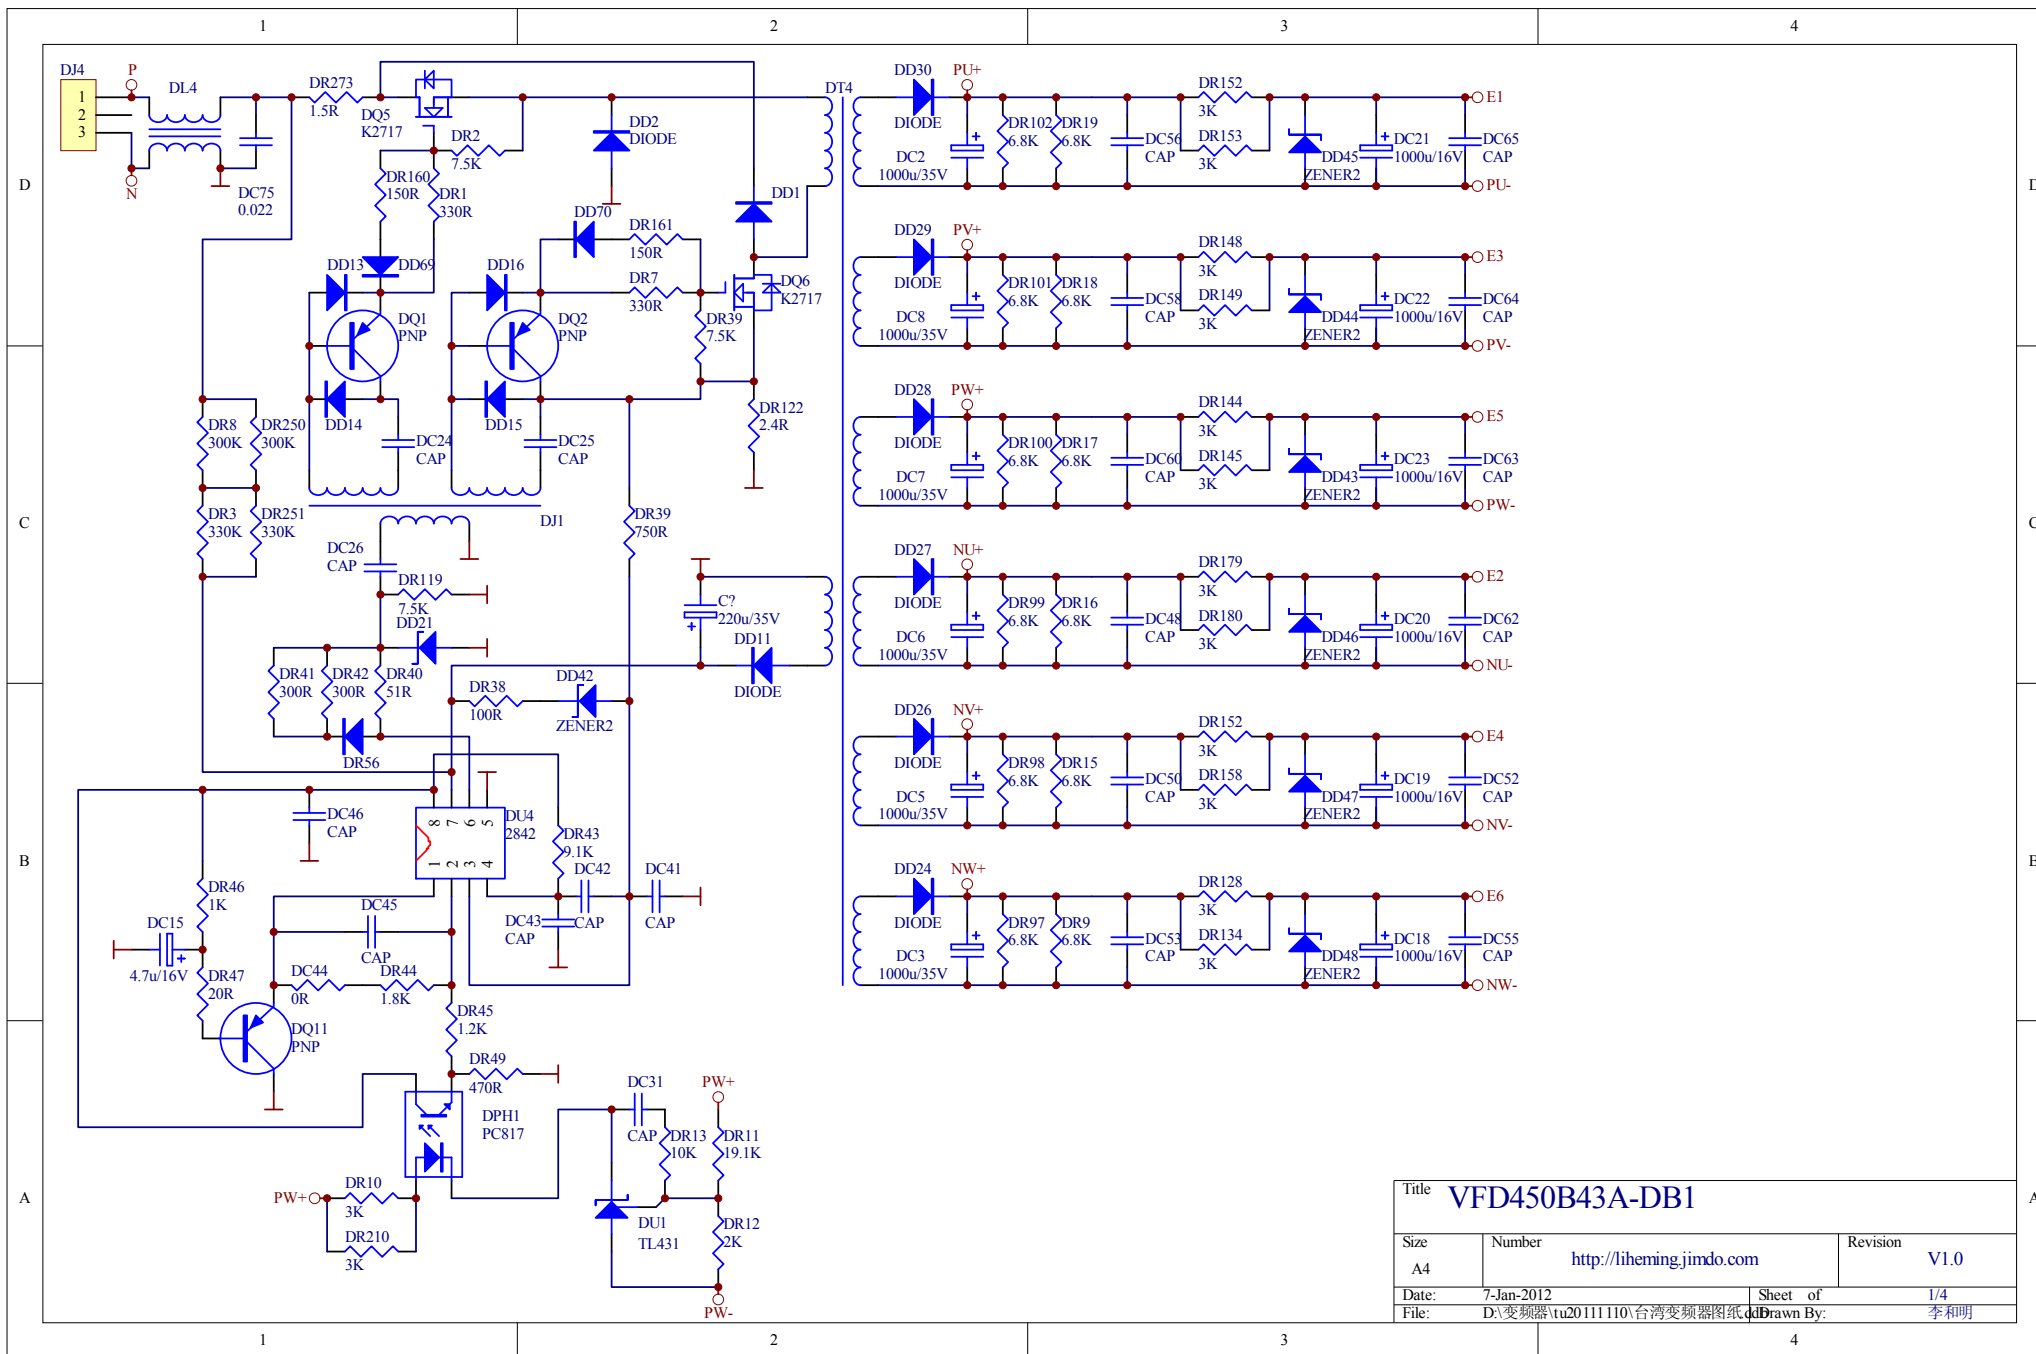 1
2
3
4
D
C
B
A
D
C
B
A
DJ4
1
2
3
P
N
DL4
DC75
0.022
DR273
1.5R
DQ5
K2717
DR2
7.5K
DR160
150R
DR1
330R
DD2
DIODE
DD1
DD70
DR161
150R
DR7
330R
DQ6
K2717
DR39
7.5K
DR122
2.4R
DD13
DD69
DD16
DQ1
PNP
DQ2
PNP
DD14
DD15
DC24
CAP
DC25
CAP
DR8
300K
DR250
300K
DR3
330K
DR251
330K
DJ1
DR39
750R
DC26
CAP
DR119
7.5K
DD21
DR41
300R
DR42
300R
DR40
51R
DR56
C?
220u/35V
+
DD11
DIODE
DR38
100R
DD42
ZENER2
DU4
2842
8
7
6
5
1
2
3
4
DC46
CAP
DR43
9.1K
DC42
CAP
DC41
CAP
DC43
CAP
DR46
1K
DC15
+
4.7u/16V
DR47
20R
DC45
CAP
DC44
0R
DR44
1.8K
DQ11
PNP
DR45
1.2K
DR49
470R
DPH1
PC817
PW+
DR10
3K
DR210
3K
DC31
CAP
DR13
10K
PW+
DR11
19.1K
DU1
TL431
DR12
2K
PW-
DT4
DD30
DIODE
PU+
DC2
+
1000u/35V
DR102
6.8K
DR19
6.8K
DC56
CAP
DR152
3K
DR153
3K
DD45
ZENER2
+
DC21
1000u/16V
DC65
CAP
E1
PU-
DD29
DIODE
PV+
DC8
+
1000u/35V
DR101
6.8K
DR18
6.8K
DC58
CAP
DR148
3K
DR149
3K
DD44
ZENER2
+
DC22
1000u/16V
DC64
CAP
E3
PV-
DD28
DIODE
PW+
DC7
+
1000u/35V
DR100
6.8K
DR17
6.8K
DC60
CAP
DR144
3K
DR145
3K
DD43
ZENER2
+
DC23
1000u/16V
DC63
CAP
E5
PW-
DD27
DIODE
NU+
DC6
+
1000u/35V
DR99
6.8K
DR16
6.8K
DC48
CAP
DR179
3K
DR180
3K
DD46
ZENER2
+
DC20
1000u/16V
DC62
CAP
E2
NU-
DD26
DIODE
NV+
DC5
+
1000u/35V
DR98
6.8K
DR15
6.8K
DC50
CAP
DR152
3K
DR158
3K
DD47
ZENER2
+
DC19
1000u/16V
DC52
CAP
E4
NV-
DD24
DIODE
NW+
DC3
+
1000u/35V
DR97
6.8K
DR9
6.8K
DC53
CAP
DR128
3K
DR134
3K
DD48
ZENER2
+
DC18
1000u/16V
DC55
CAP
E6
NW-
Title VFD450B43A-DB1
Size
A4
Number
http://liheming.jimdo.com
Revision
V1.0
Date: 7-Jan-2012
Sheet of 1/4
File: D:\变频器\tu20111110\台湾变频器图纸.ddb
Drawn By: 李和明
1
2
3
4